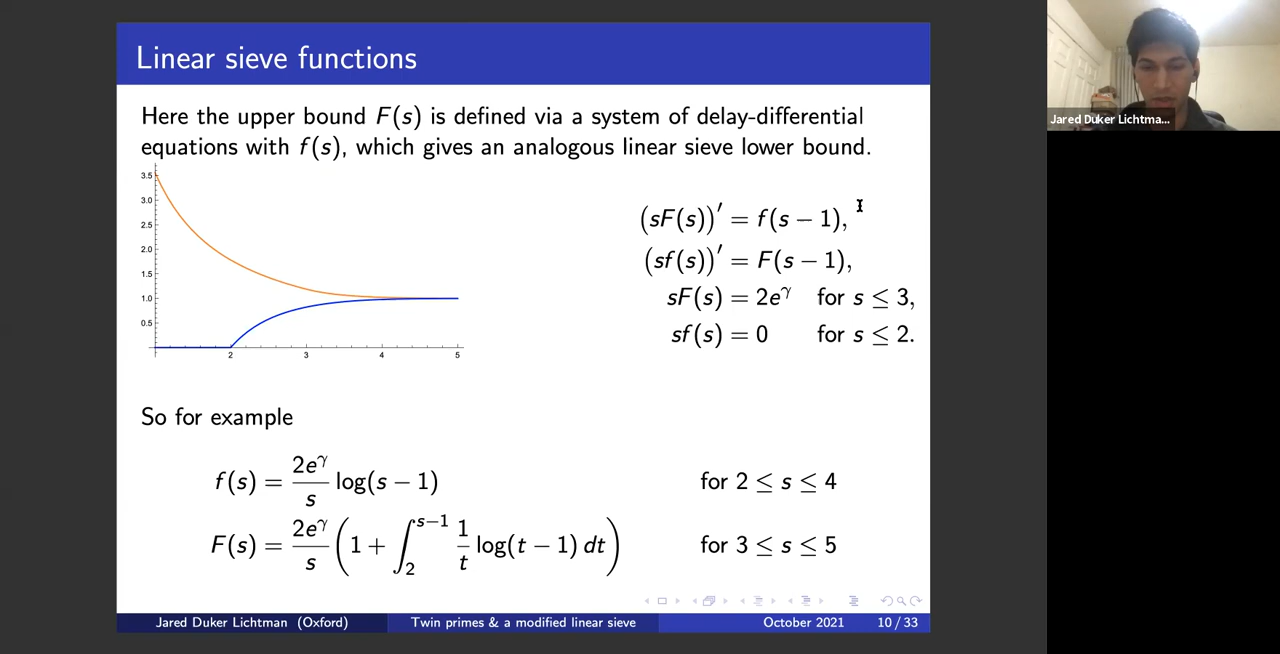 Linear sieve functions
Here the upper bound F(s) is defined via a system of delay-differential
equations with f(s), which gives an analogous linear sieve lower bound.
3.5
3.0
2.5
2.0
1.5
1.0
0.5
2 3 4 5
(sF(s))′ = f(s − 1),
(sf(s))′ = F(s − 1),
sF(s) = 2e^γ for s ≤ 3,
sf(s) = 0 for s ≤ 2.
So for example
f(s) = 2e^γ/s log(s − 1) for 2 ≤ s ≤ 4
F(s) = 2e^γ/s (1 + ∫_2^{s−1} 1/t log(t − 1) dt) for 3 ≤ s ≤ 5
Jared Duker Lichtman (Oxford) Twin primes & a modified linear sieve October 2021 10 / 33
Jared Duker Lichtma...